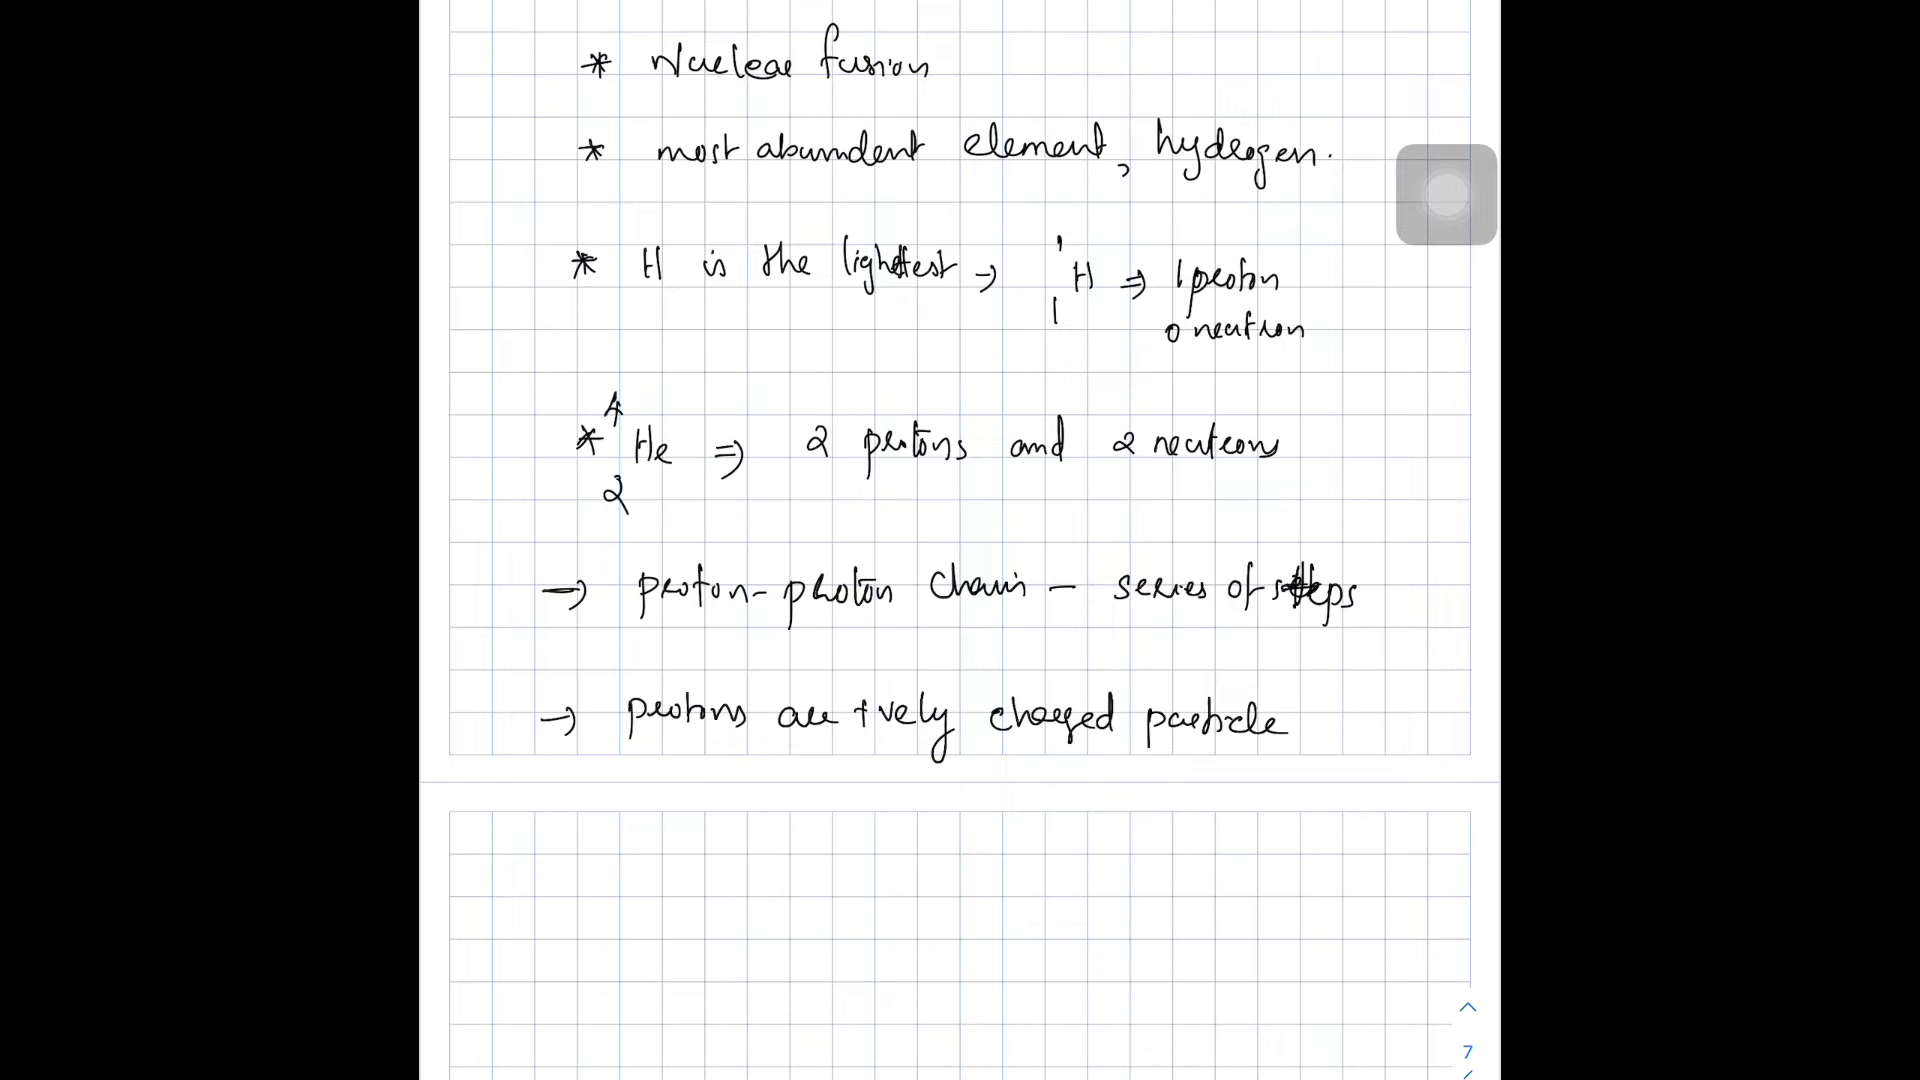 * Nuclear fusion
* most abundent element, hydrogen.
* H is the lightest → ¹₁H ⇒ 1 proton
0 neutron
* ⁴₂He ⇒ 2 protons and 2 neutrons
→ proton-photon chain - series of steps
→ protons are +vely charged particle
7